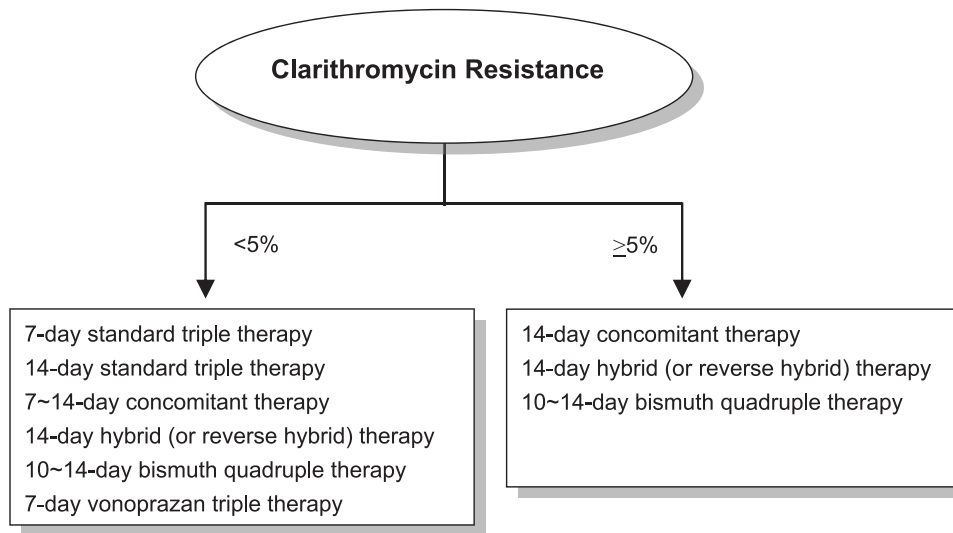 Clarithromycin Resistance
<5%
≥5%
7-day standard triple therapy
14-day standard triple therapy
7~14-day concomitant therapy
14-day hybrid (or reverse hybrid) therapy
10~14-day bismuth quadruple therapy
7-day vonoprazan triple therapy
14-day concomitant therapy
14-day hybrid (or reverse hybrid) therapy
10~14-day bismuth quadruple therapy